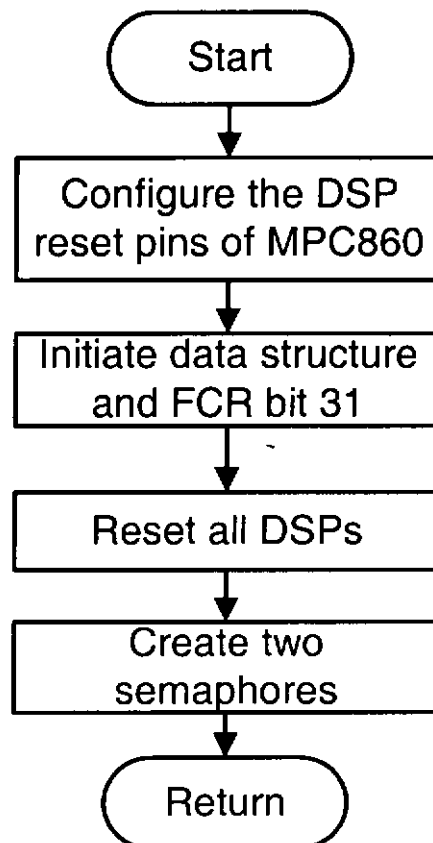 Start
Configure the DSP
reset pins of MPC860
Initiate data structure
and FCR bit 31
Reset all DSPs
Create two
semaphores
Return